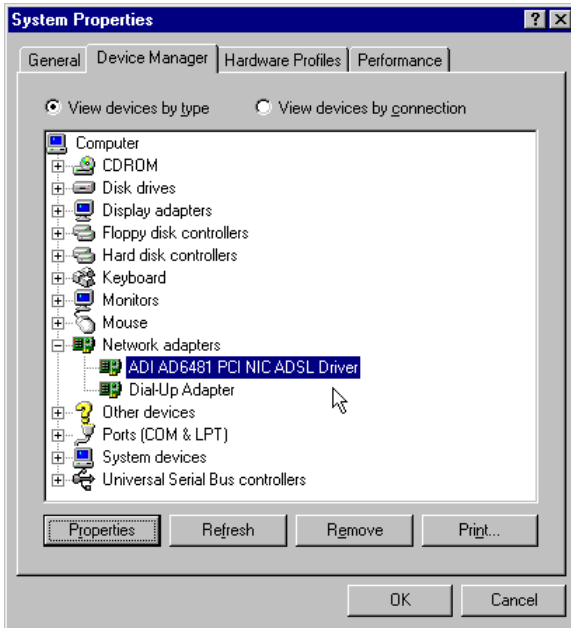 System Properties
General Device Manager Hardware Profiles Performance
View devices by type View devices by connection
Computer
CDROM
Disk drives
Display adapters
Floppy disk controllers
Hard disk controllers
Keyboard
Monitors
Mouse
Network adapters
ADI AD6481 PCI NIC ADSL Driver
Dial-Up Adapter
Other devices
Ports (COM & LPT)
System devices
Universal Serial Bus controllers
Properties Refresh Remove Print...
OK Cancel